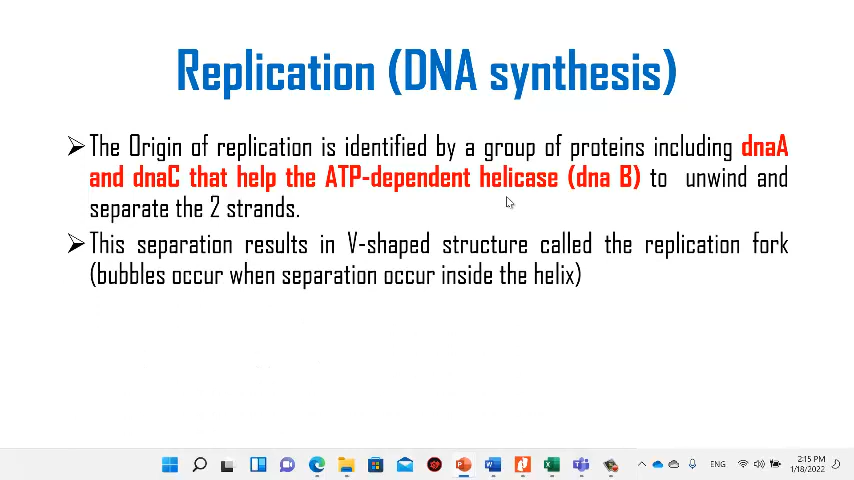 Replication (DNA synthesis)
➢ The Origin of replication is identified by a group of proteins including dnaA
and dnaC that help the ATP-dependent helicase (dna B) to unwind and
separate the 2 strands.
➢ This separation results in V-shaped structure called the replication fork
(bubbles occur when separation occur inside the helix)
ENG
2:15 PM
1/18/2022